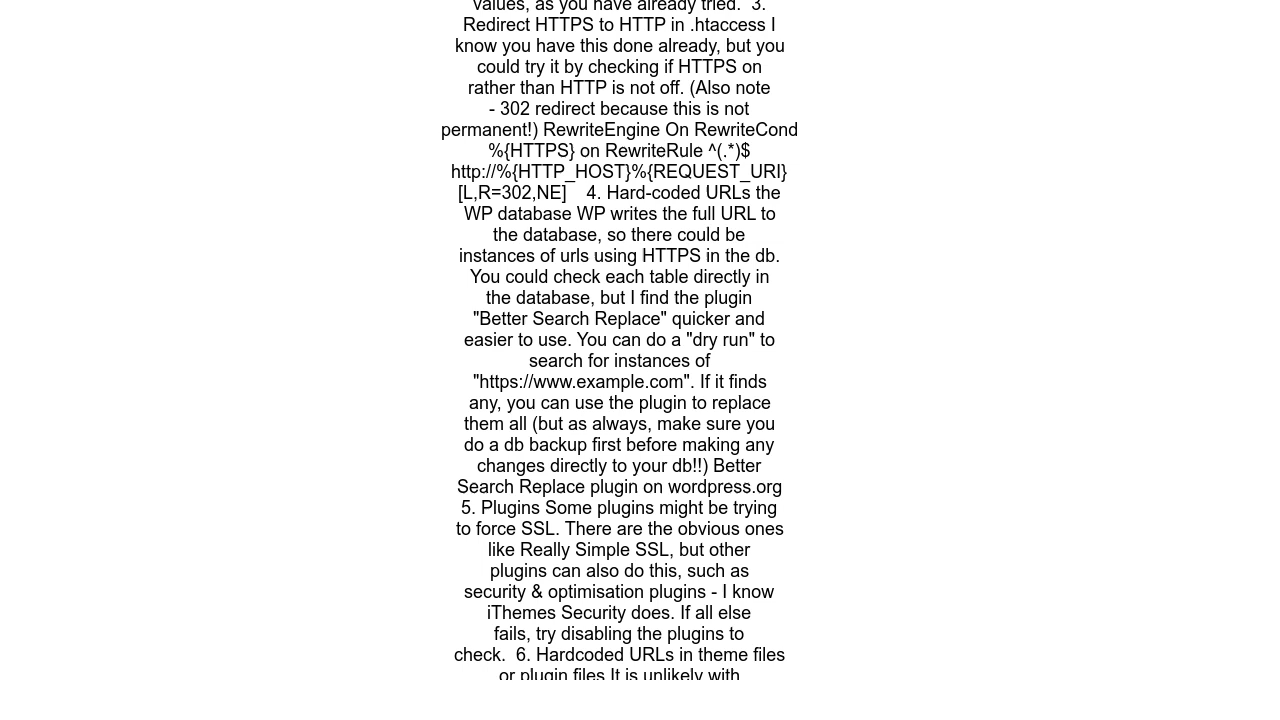 values, as you have already tried.  3.
Redirect HTTPS to HTTP in .htaccess I
know you have this done already, but you
could try it by checking if HTTPS on
rather than HTTP is not off. (Also note
- 302 redirect because this is not
permanent!) RewriteEngine On RewriteCond
%{HTTPS} on RewriteRule ^(.*)$
http://%{HTTP_HOST}%{REQUEST_URI}
[L,R=302,NE]    4. Hard-coded URLs the
WP database WP writes the full URL to
the database, so there could be
instances of urls using HTTPS in the db.
You could check each table directly in
the database, but I find the plugin
"Better Search Replace" quicker and
easier to use. You can do a "dry run" to
search for instances of
"https://www.example.com". If it finds
any, you can use the plugin to replace
them all (but as always, make sure you
do a db backup first before making any
changes directly to your db!!) Better
Search Replace plugin on wordpress.org
5. Plugins Some plugins might be trying
to force SSL. There are the obvious ones
like Really Simple SSL, but other
plugins can also do this, such as
security & optimisation plugins - I know
iThemes Security does. If all else
fails, try disabling the plugins to
check.  6. Hardcoded URLs in theme files
or plugin files It is unlikely with